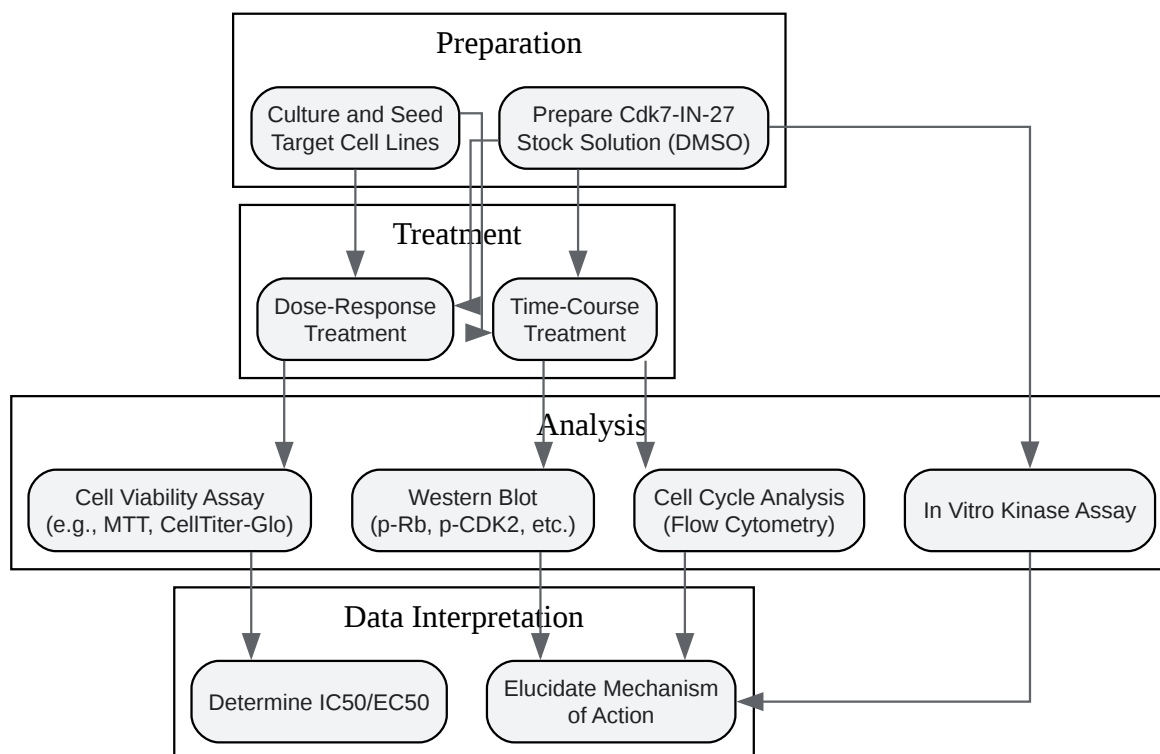 Preparation
Culture and Seed
Target Cell Lines
Prepare Cdk7-IN-27
Stock Solution (DMSO)
Treatment
Dose-Response
Treatment
Time-Course
Treatment
Analysis
Cell Viability Assay
(e.g., MTT, CellTiter-Glo)
Western Blot
(p-Rb, p-CDK2, etc.)
Cell Cycle Analysis
(Flow Cytometry)
In Vitro Kinase Assay
Data Interpretation
Determine IC50/EC50
Elucidate Mechanism
of Action